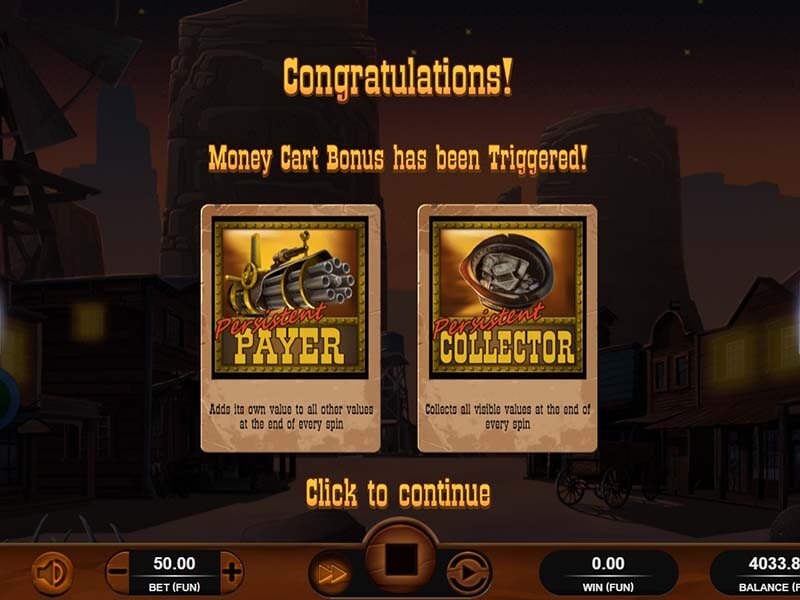 Congratulations!
Money Cart Bonus has been Triggered!
Persistent
PAYER
Adds its own value to all other values
at the end of every spin
Persistent
COLLECTOR
Collects all visible values at the end of
every spin
Click to continue
50.00
BET (FUN)
0.00
WIN (FUN)
4033.8
BALANCE (F